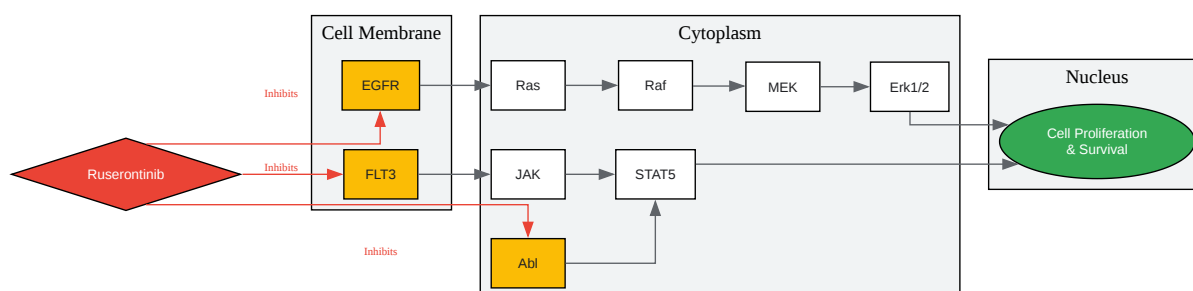 Cell Membrane
Cytoplasm
Nucleus
EGFR
Ras
Raf
MEK
Erk1/2
Inhibits
Cell Proliferation
& Survival
Ruserontinib
Inhibits
FLT3
JAK
STAT5
Inhibits
Abl